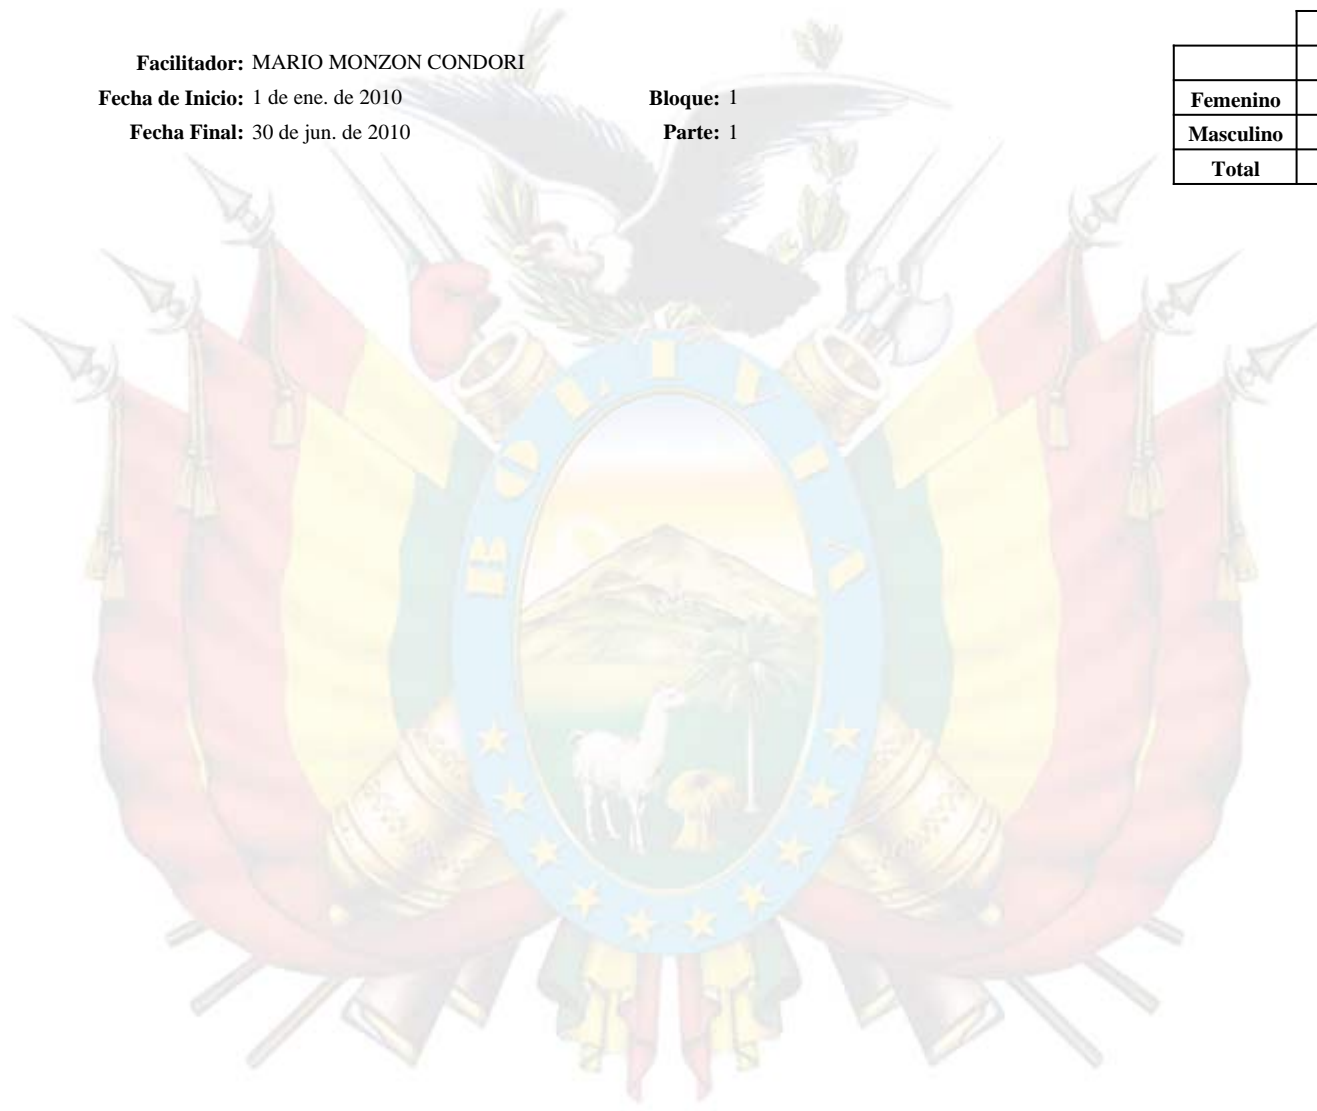 Facilitador: MARIO MONZON CONDORI
Fecha de Inicio: 1 de ene. de 2010 Bloque: 1
Fecha Final: 30 de jun. de 2010 Parte: 1
Femenino
Masculino
Total
BOLIVIA